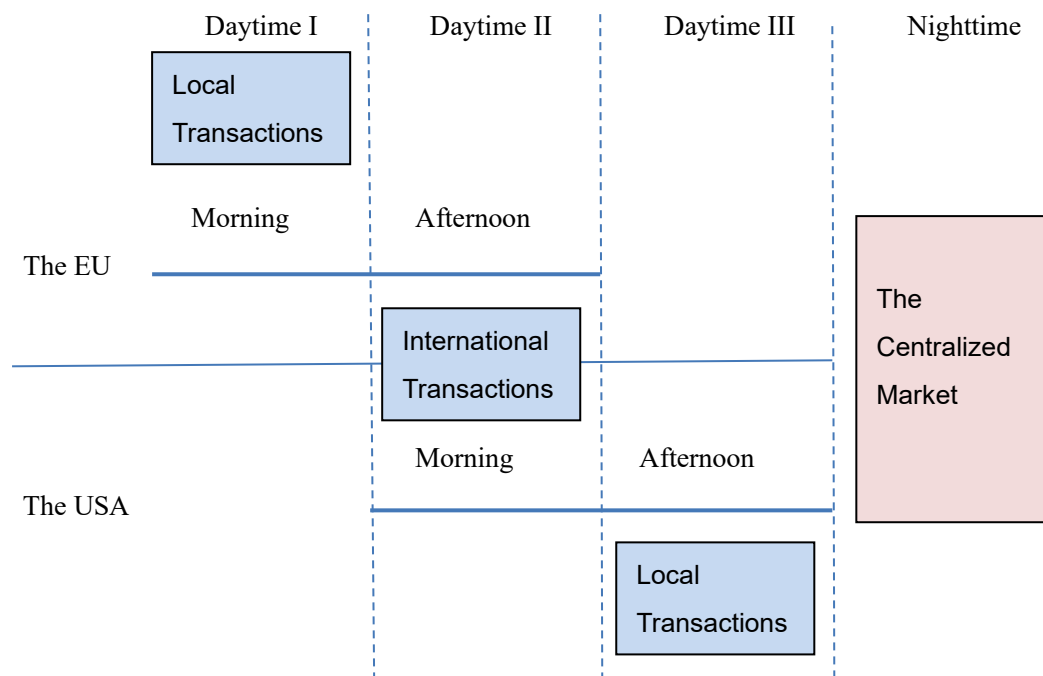 Daytime I
Daytime II
Daytime III
Nighttime
Local
Transactions
Morning
Afternoon
The EU
The
Centralized
Market
International
Transactions
Morning
Afternoon
The USA
Local
Transactions